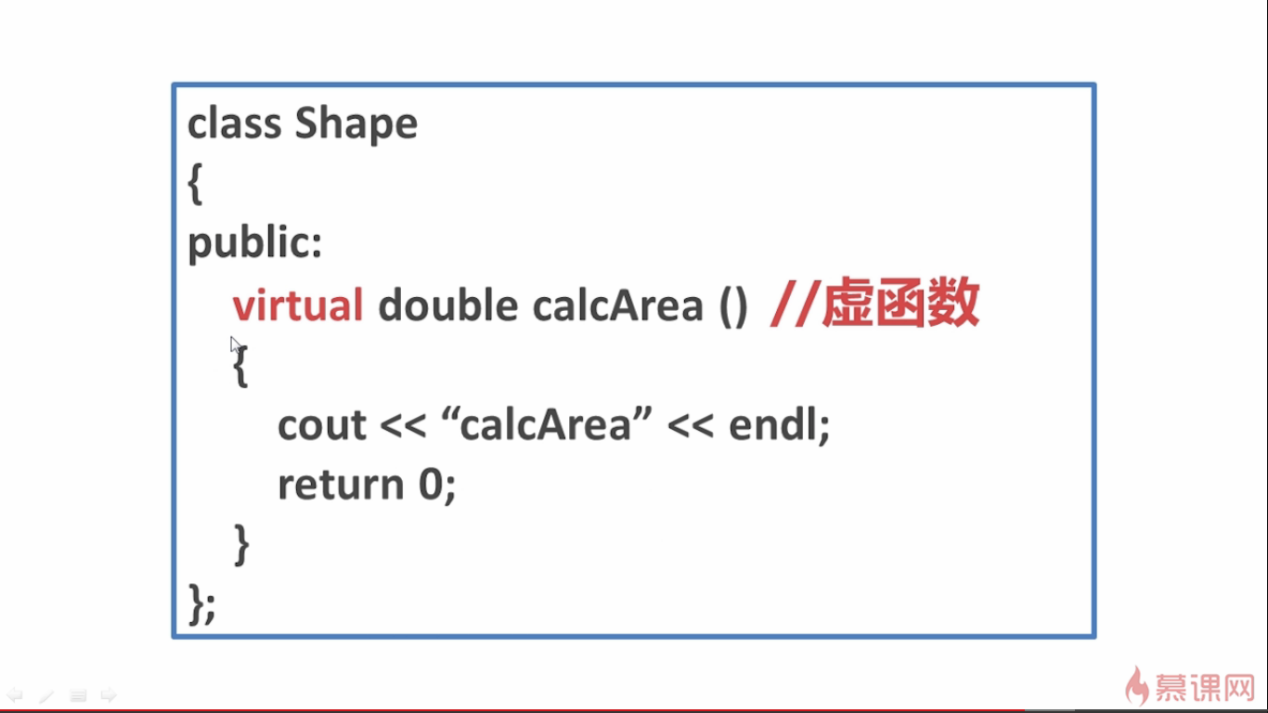 class Shape
{
public:
virtual double calcArea () //虚函数
{
cout << “calcArea” << endl;
return 0;
}
};
慕课网